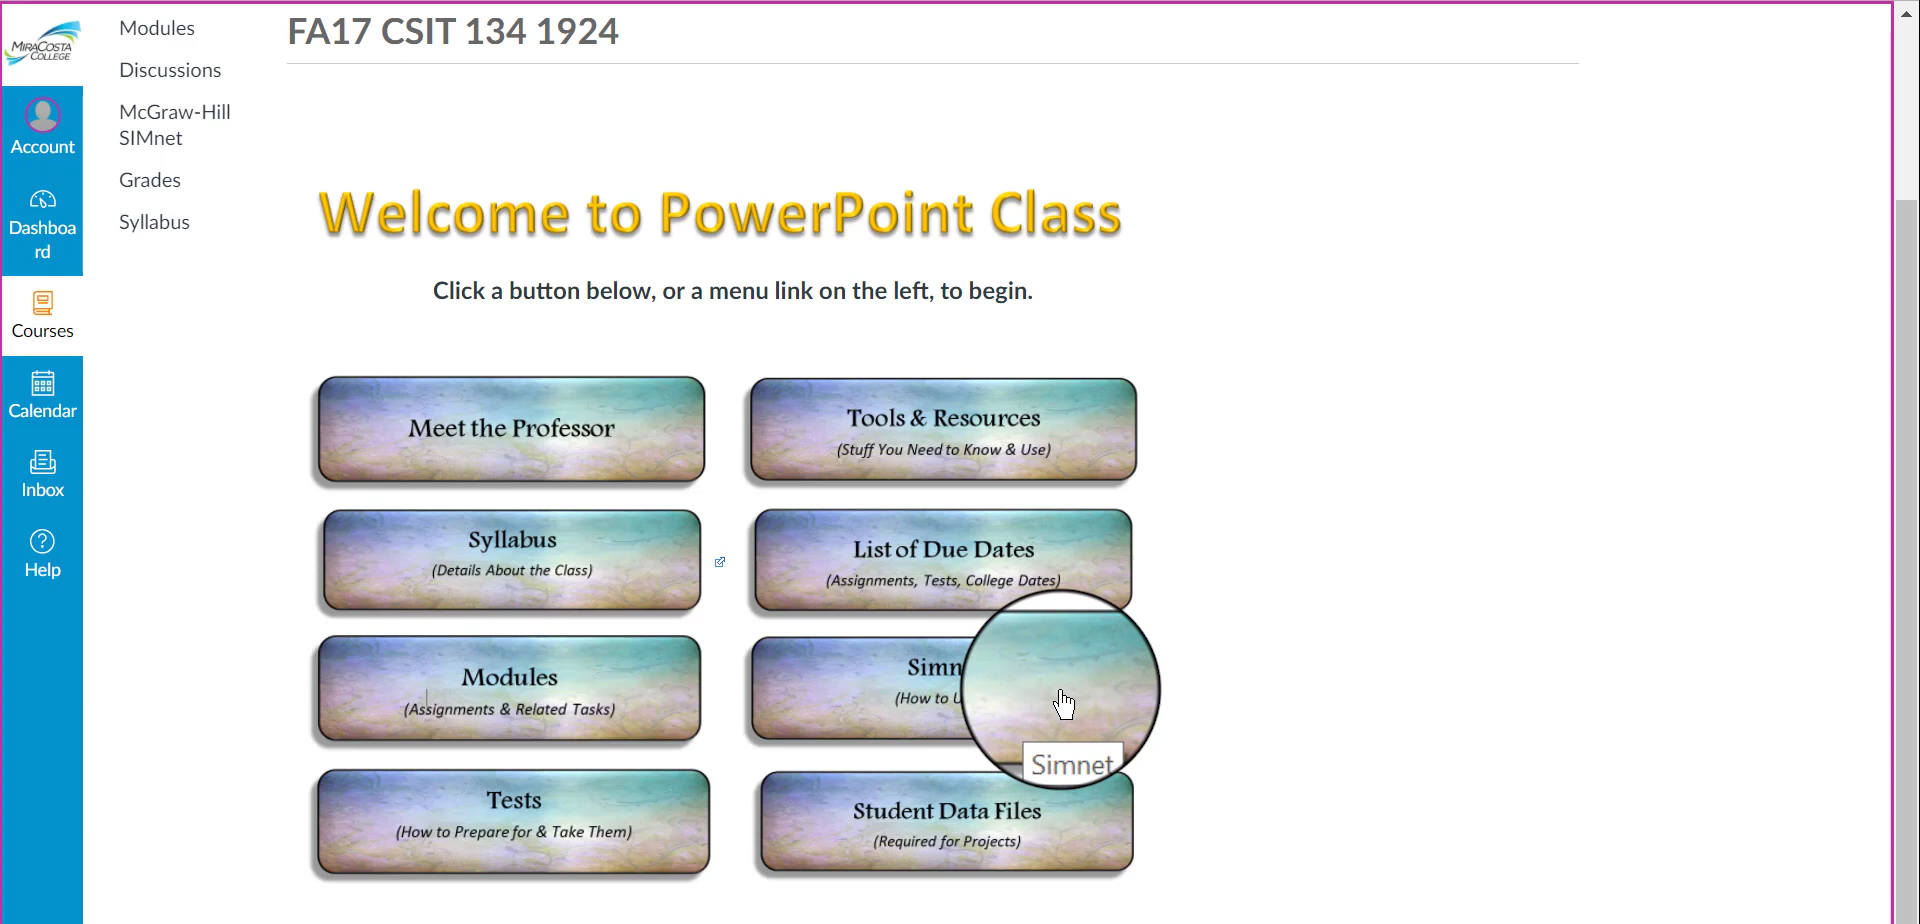 MIRACOSTA
COLLEGE
Account
Dashboa
rd
Courses
Calendar
Inbox
Help
Modules
Discussions
McGraw-Hill
SIMnet
Grades
Syllabus
FA17 CSIT 134 1924
Welcome to PowerPoint Class
Click a button below, or a menu link on the left, to begin.
Meet the Professor
Tools & Resources
(Stuff You Need to Know & Use)
Syllabus
(Details About the Class)
List of Due Dates
(Assignments, Tests, College Dates)
Modules
(Assignments & Related Tasks)
Simn
(How to U
Simnet
Tests
(How to Prepare for & Take Them)
Student Data Files
(Required for Projects)